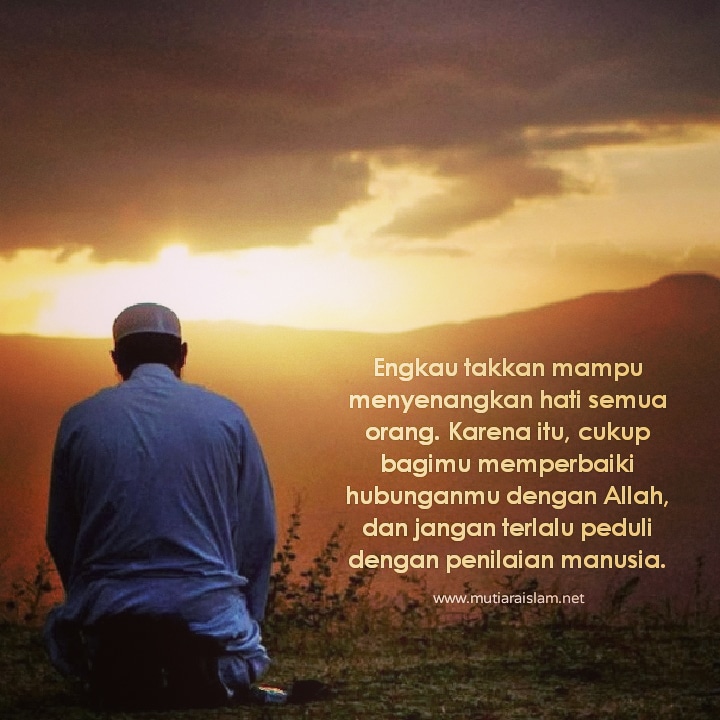 Engkau takkan mampu
menyenangkan hati semua
orang. Karena itu, cukup
bagimu memperbaiki
hubunganmu dengan Allah,
dan jangan terlalu peduli
dengan penilaian manusia.
www.mutiaraislam.net